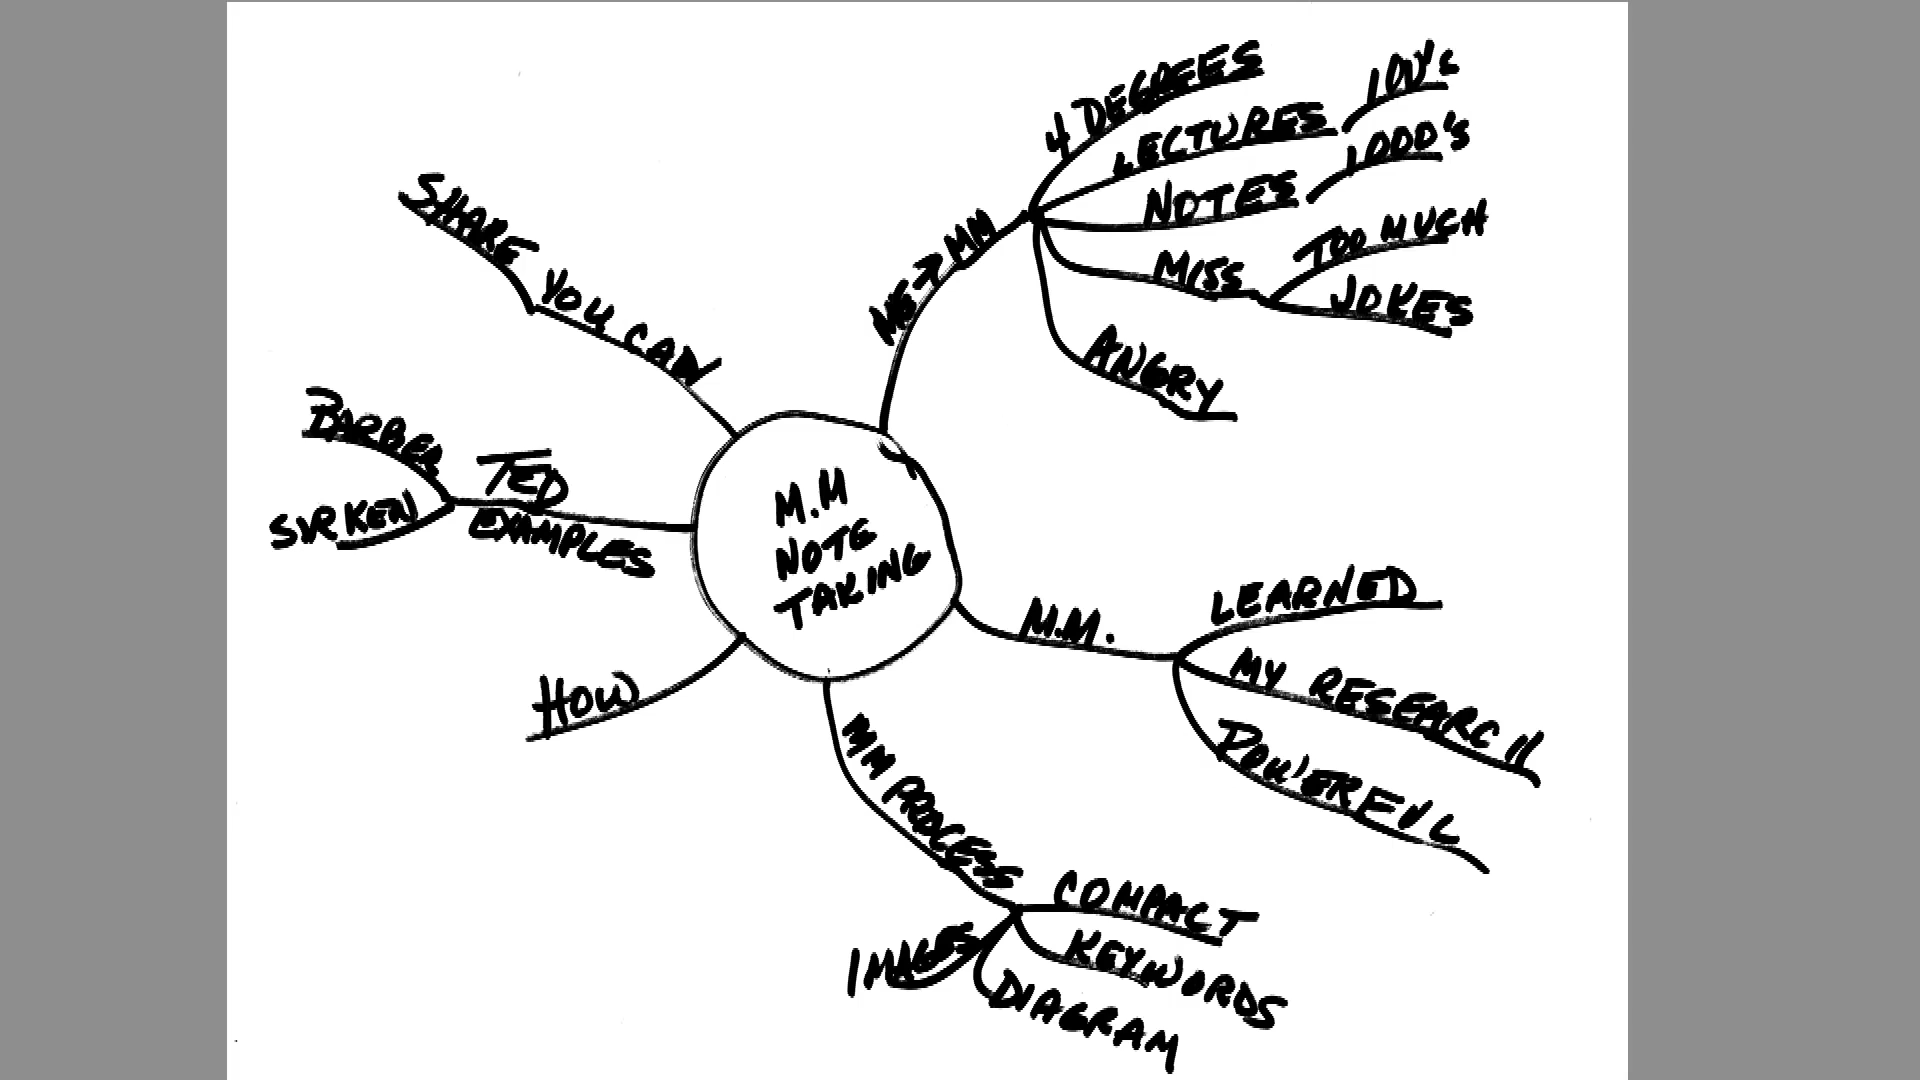 M.M
NOTE
TAKING
ME→MM
4 DEGREES
LECTURES
100's
NOTES
1000's
MISS
TOO MUCH
JOKES
ANGRY
M.M.
LEARNED
MY RESEARCH
POWERFUL
MM PROCESS
COMPACT
KEYWORDS
DIAGRAM
IMAGES
HOW
TED
EXAMPLES
BARBER
SIR KEN
YOU CAN
SHARE